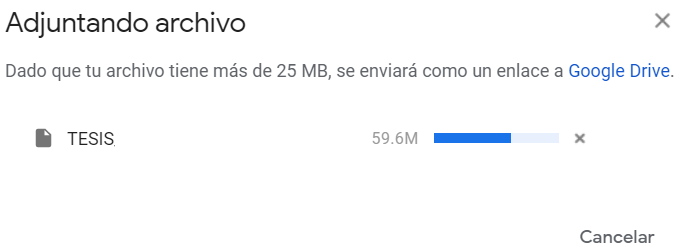 Adjuntando archivo
Dado que tu archivo tiene más de 25 MB, se enviará como un enlace a Google Drive.
TESIS 59.6M
Cancelar